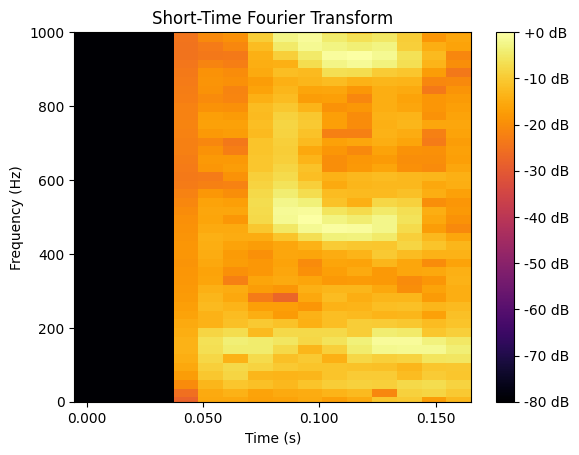 Short-Time Fourier Transform
1000
800
600
400
200
0
Frequency (Hz)
0.000
0.050
0.100
0.150
Time (s)
+0 dB
-10 dB
-20 dB
-30 dB
-40 dB
-50 dB
-60 dB
-70 dB
-80 dB